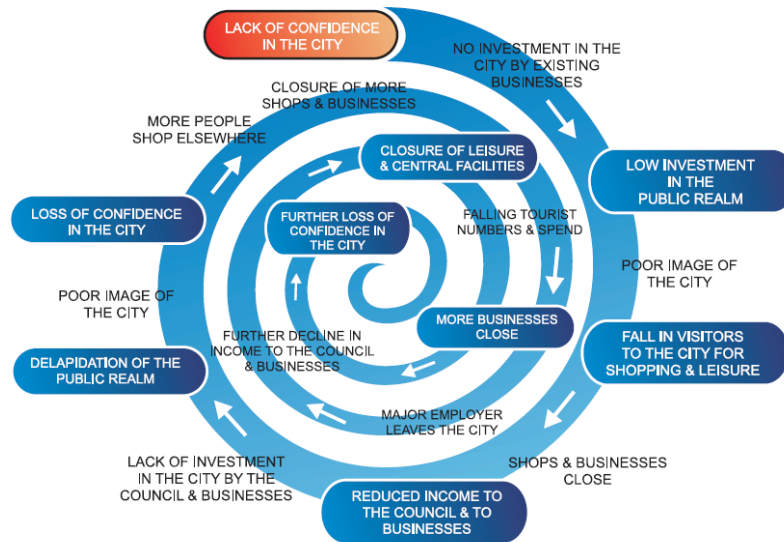 LACK OF CONFIDENCE
IN THE CITY
NO INVESTMENT IN THE
CITY BY EXISTING
BUSINESSES
LOW INVESTMENT
IN THE
PUBLIC REALM
POOR IMAGE OF
THE CITY
FALL IN VISITORS
TO THE CITY FOR
SHOPPING & LEISURE
SHOPS & BUSINESSES
CLOSE
REDUCED INCOME TO
THE COUNCIL & TO
BUSINESSES
LACK OF INVESTMENT
IN THE CITY BY THE
COUNCIL & BUSINESSES
DELAPIDATION OF THE
PUBLIC REALM
POOR IMAGE OF
THE CITY
LOSS OF CONFIDENCE
IN THE CITY
MORE PEOPLE
SHOP ELSEWHERE
CLOSURE OF MORE
SHOPS & BUSINESSES
FALLING TOURIST
NUMBERS & SPEND
MAJOR EMPLOYER
LEAVES THE CITY
CLOSURE OF LEISURE
& CENTRAL FACILITIES
MORE BUSINESSES
CLOSE
FURTHER DECLINE IN
INCOME TO THE COUNCIL
& BUSINESSES
FURTHER LOSS OF
CONFIDENCE IN
THE CITY